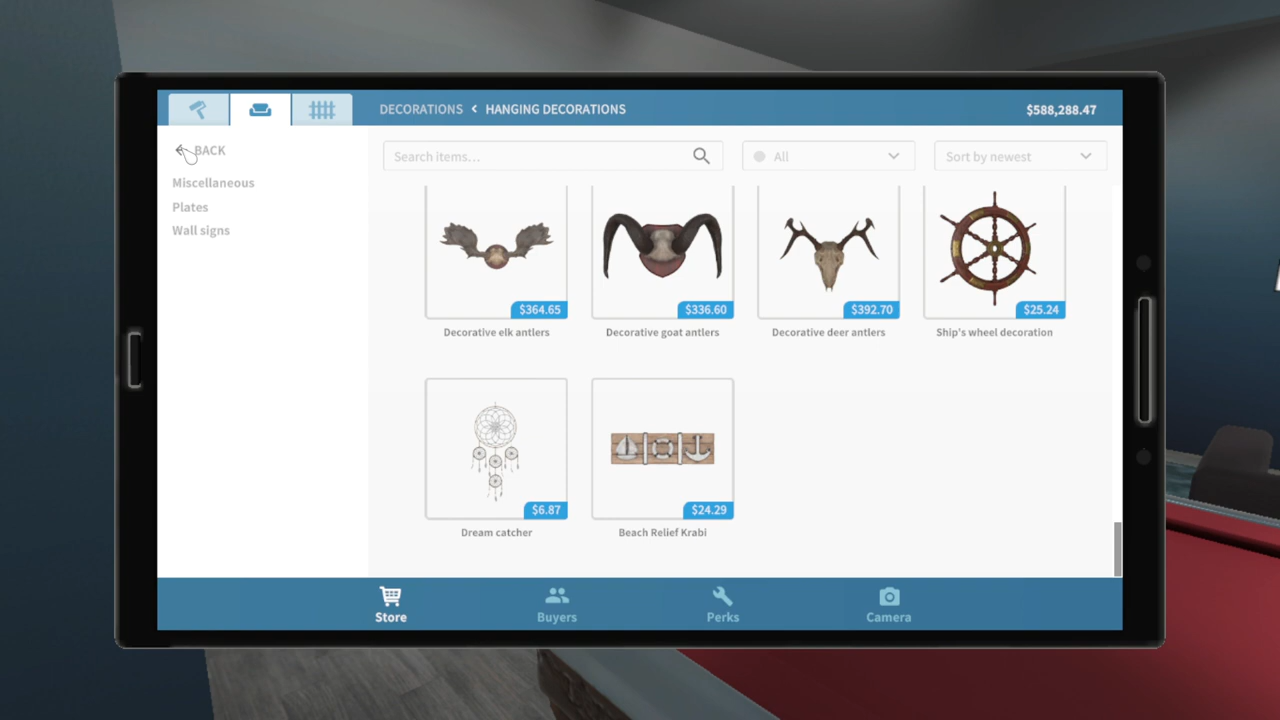 DECORATIONS < HANGING DECORATIONS
$588,288.47
BACK
Miscellaneous
Plates
Wall signs
Search items...
All
Sort by newest
$364.65
$336.60
$392.70
$25.24
Decorative elk antlers
Decorative goat antlers
Decorative deer antlers
Ship's wheel decoration
$6.87
$24.29
Dream catcher
Beach Relief Krabi
Store
Buyers
Perks
Camera